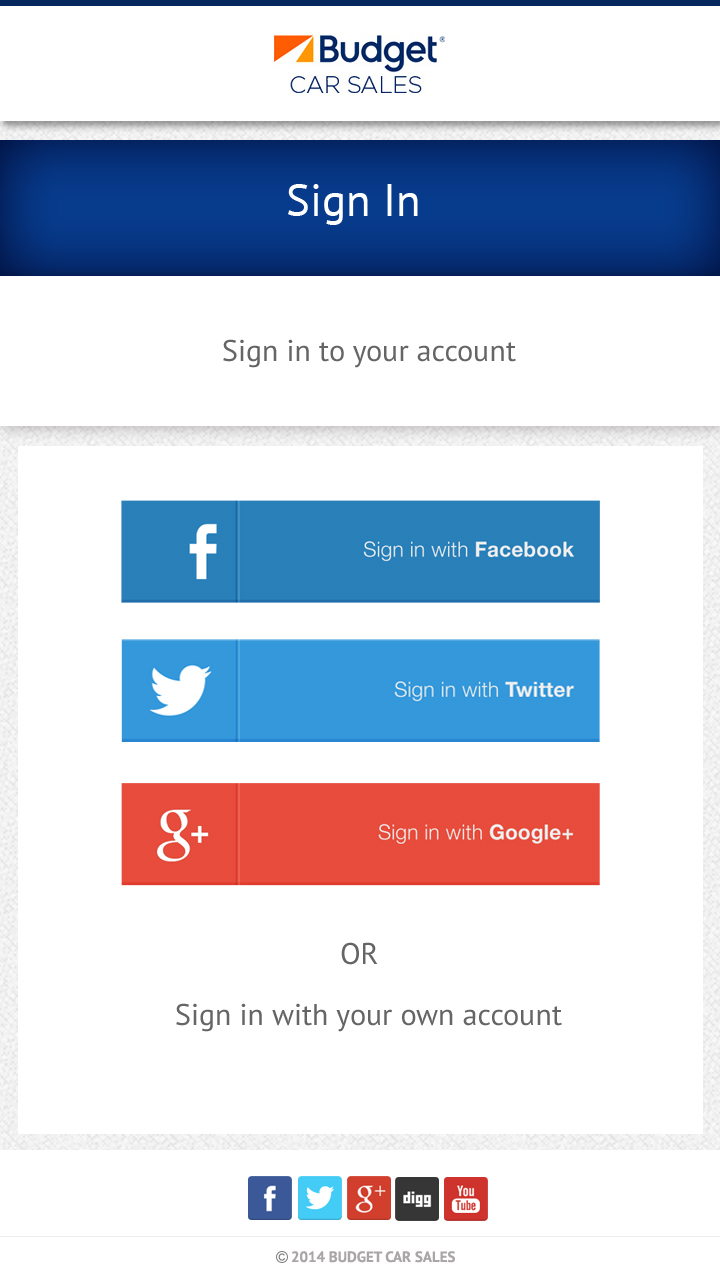 Budget®
CAR SALES
Sign In
Sign in to your account
f Sign in with Facebook
Sign in with Twitter
g+ Sign in with Google+
OR
Sign in with your own account
f g+ digg You Tube
© 2014 BUDGET CAR SALES